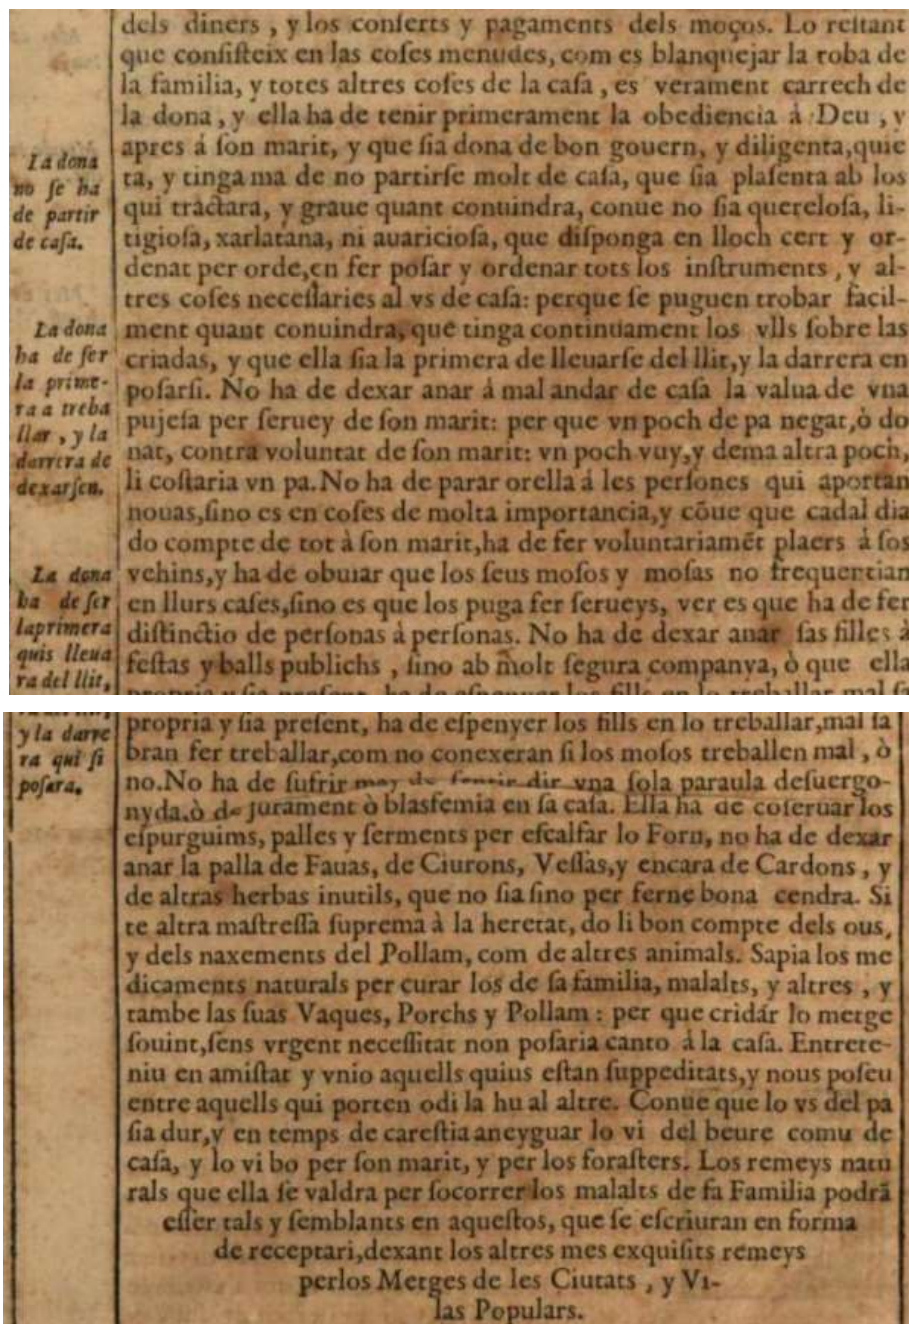 dels diners, y los conſerts y pagaments dels moços. Lo reſtant
que conſiſteix en las coſes menudes, com es blanquejar la roba de
la familia, y totes altres coſes de la caſa, es verament carrech de
la dona, y ella ha de tenir primerament la obediencia á Deu, y
apres á ſon marit, y que ſia dona de bon gouern, y diligenta, quie
ta, y tinga ma de no partirſe molt de caſa, que ſia plaſenta ab los
qui tractara, y graue quant conuindra, conue no ſia quereloſa, li-
tigioſa, xarlatana, ni auaricioſa, que diſponga en lloch cert y or-
denat per orde, en fer poſar y ordenar tots los inſtruments, y al-
tres coſes neceſſaries al vs de caſa: perque ſe puguen trobar facil-
ment quant conuindra, que tinga continuament los vlls ſobre las
criadas, y que ella ſia la primera de lleuarſe del llit, y la darrera en
poſarſi. No ha de dexar anar á mal andar de caſa la valua de vna
pujeſa per ſeruey de ſon marit: per que vn poch de pa negat, ò do
nat, contra voluntat de ſon marit: vn poch vuy, y dema altra poch,
li coſtaria vn pa. No ha de parar orella á les perſones qui aportan
nouas, ſino es en coſes de molta importancia, y cõue que cadal dia
do compte de tot à ſon marit, ha de fer voluntariamẽt plaers á ſos
vehins, y ha de obuiar que los ſeus moſos y moſas no frequentian
en llurs caſes, ſino es que los puga fer ſerueys, ver es que ha de fer
diſtinctio de perſonas á perſonas. No ha de dexar anar ſas filles à
feſtas y balls publichs, ſino ab molt ſegura companya, ò que ella
La dona
no ſe ha
de partir
de caſa.
La dona
ha de ſer
la prime-
ra a treba
llar, y la
darrera de
dexarſen.
La dona
ha de ſer
la primera
quis lleua
ra del llit,
propria y ſia preſent, ha de eſpenyer los fills en lo treballar, mal ſa
bran fer treballar, com no conexeran ſi los moſos treballen mal, ò
no. No ha de ſufrir may de ſentir dir vna ſola paraula deſuergo-
nyda, ò de jurament ò blasfemia en ſa caſa. Ella ha de coſeruar los
eſpurguims, palles y ſerments per eſcalfar lo Forn, no ha de dexar
anar la palla de Fauas, de Ciurons, Veſſas, y encara de Cardons, y
de altras herbas inutils, que no ſia ſino per ferne bona cendra. Si
te altra maſtreſſa ſuprema à la heretat, do li bon compte dels ous,
y dels naxements del Pollam, com de altres animals. Sapia los me
dicaments naturals per curar los de ſa familia, malalts, y altres, y
tambe las ſuas Vaques, Porchs y Pollam: per que cridár lo metge
ſouint, ſens vrgent neceſſitat non poſaria canto á la caſa. Entrete-
niu en amiſtat y vnio aquells quius eſtan ſuppeditats, y nous poſeu
entre aquells qui porten odi la hu al altre. Conue que lo vs del pa
ſia dur, y en temps de careſtia aneyguar lo vi del beure comu de
caſa, y lo vi bo per ſon marit, y per los foraſters. Los remeys natu
rals que ella ſe valdra per ſocorrer los malalts de ſa Familia podrã
eſſer tals y ſemblants en aqueſtos, que ſe eſcriuran en forma
de receptari, dexant los altres mes exquiſits remeys
perlos Metges de les Ciutats, y Vi-
las Populars.
y la darre
ra qui ſi
poſara.